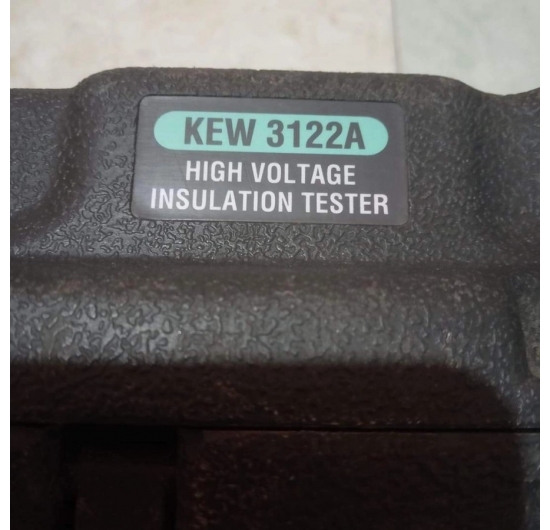 KEW 3122A
HIGH VOLTAGE
INSULATION TESTER